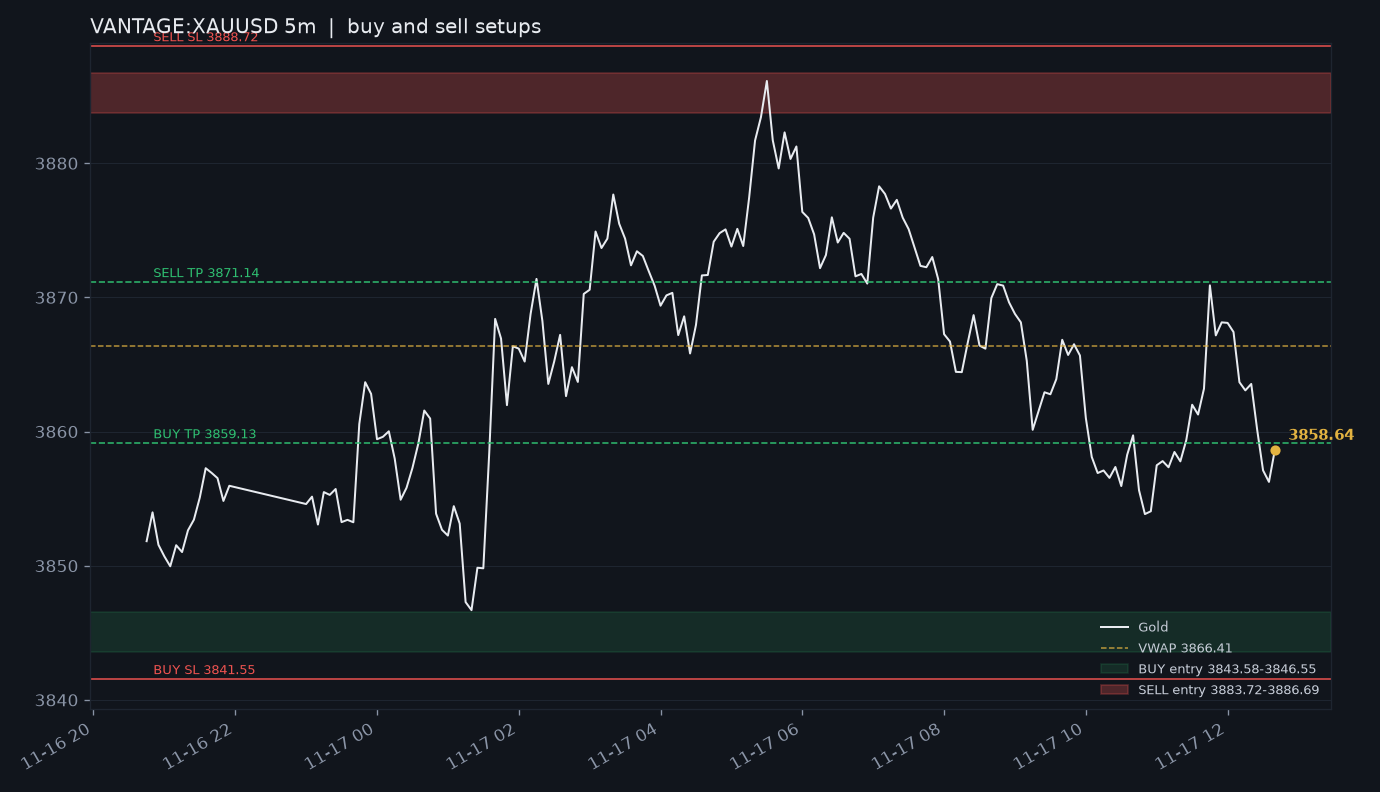 VANTAGE:XAUUSD 5m | buy and sell setups
SELL SL 3888.72
3880
SELL TP 3871.14
3870
3860
BUY TP 3859.13
3858.64
3850
Gold
VWAP 3866.41
BUY entry 3843.58-3846.55
SELL entry 3883.72-3886.69
BUY SL 3841.55
3840
11-16 20
11-16 22
11-17 00
11-17 02
11-17 04
11-17 06
11-17 08
11-17 10
11-17 12